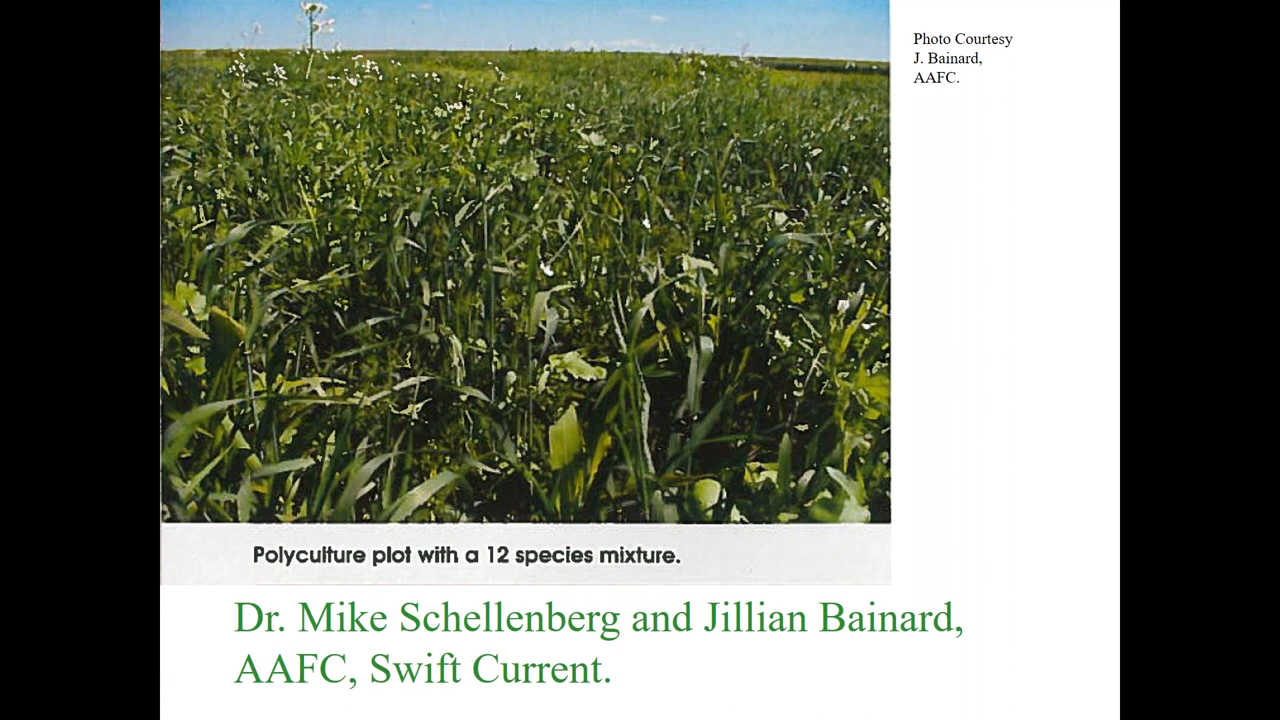 Photo Courtesy
J. Bainard,
AAFC.
Polyculture plot with a 12 species mixture.
Dr. Mike Schellenberg and Jillian Bainard,
AAFC, Swift Current.